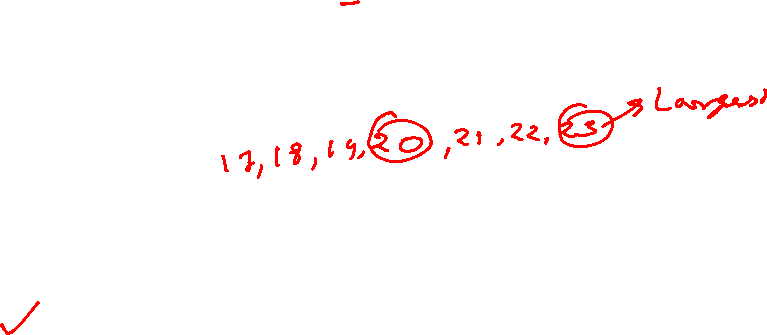 17, 18, 19, 20, 21, 22, 23 → Largest